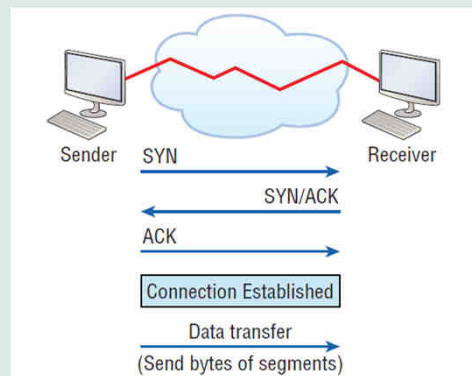 Sender
Receiver
SYN
SYN/ACK
ACK
Connection Established
Data transfer
(Send bytes of segments)